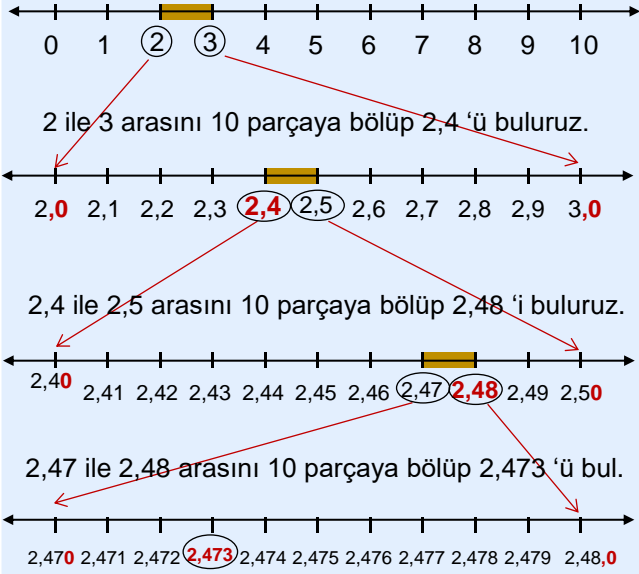 0 1 2 3 4 5 6 7 8 9 10
2 ile 3 arasını 10 parçaya bölüp 2,4 ‘ü buluruz.
2,0 2,1 2,2 2,3 2,4 2,5 2,6 2,7 2,8 2,9 3,0
2,4 ile 2,5 arasını 10 parçaya bölüp 2,48 ‘i buluruz.
2,40 2,41 2,42 2,43 2,44 2,45 2,46 2,47 2,48 2,49 2,50
2,47 ile 2,48 arasını 10 parçaya bölüp 2,473 ‘ü bul.
2,470 2,471 2,472 2,473 2,474 2,475 2,476 2,477 2,478 2,479 2,48,0